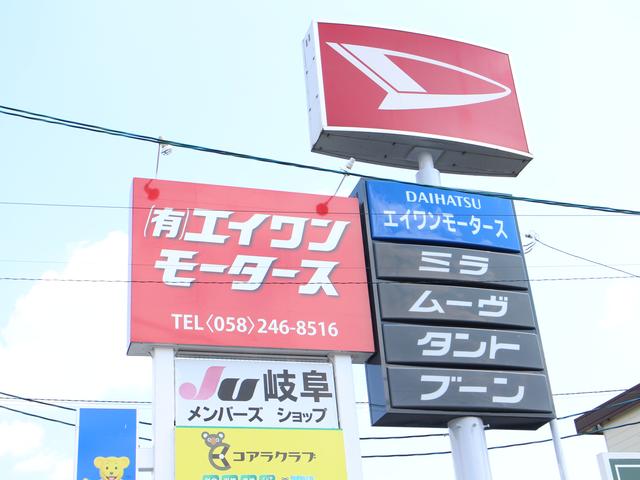 (有)エイワン
モータース
TEL〈058〉246-8516
JU岐阜
メンバーズ ショップ
コアラクラブ
DAIHATSU
エイワンモータース
ミラ
ムーヴ
タント
ブーン